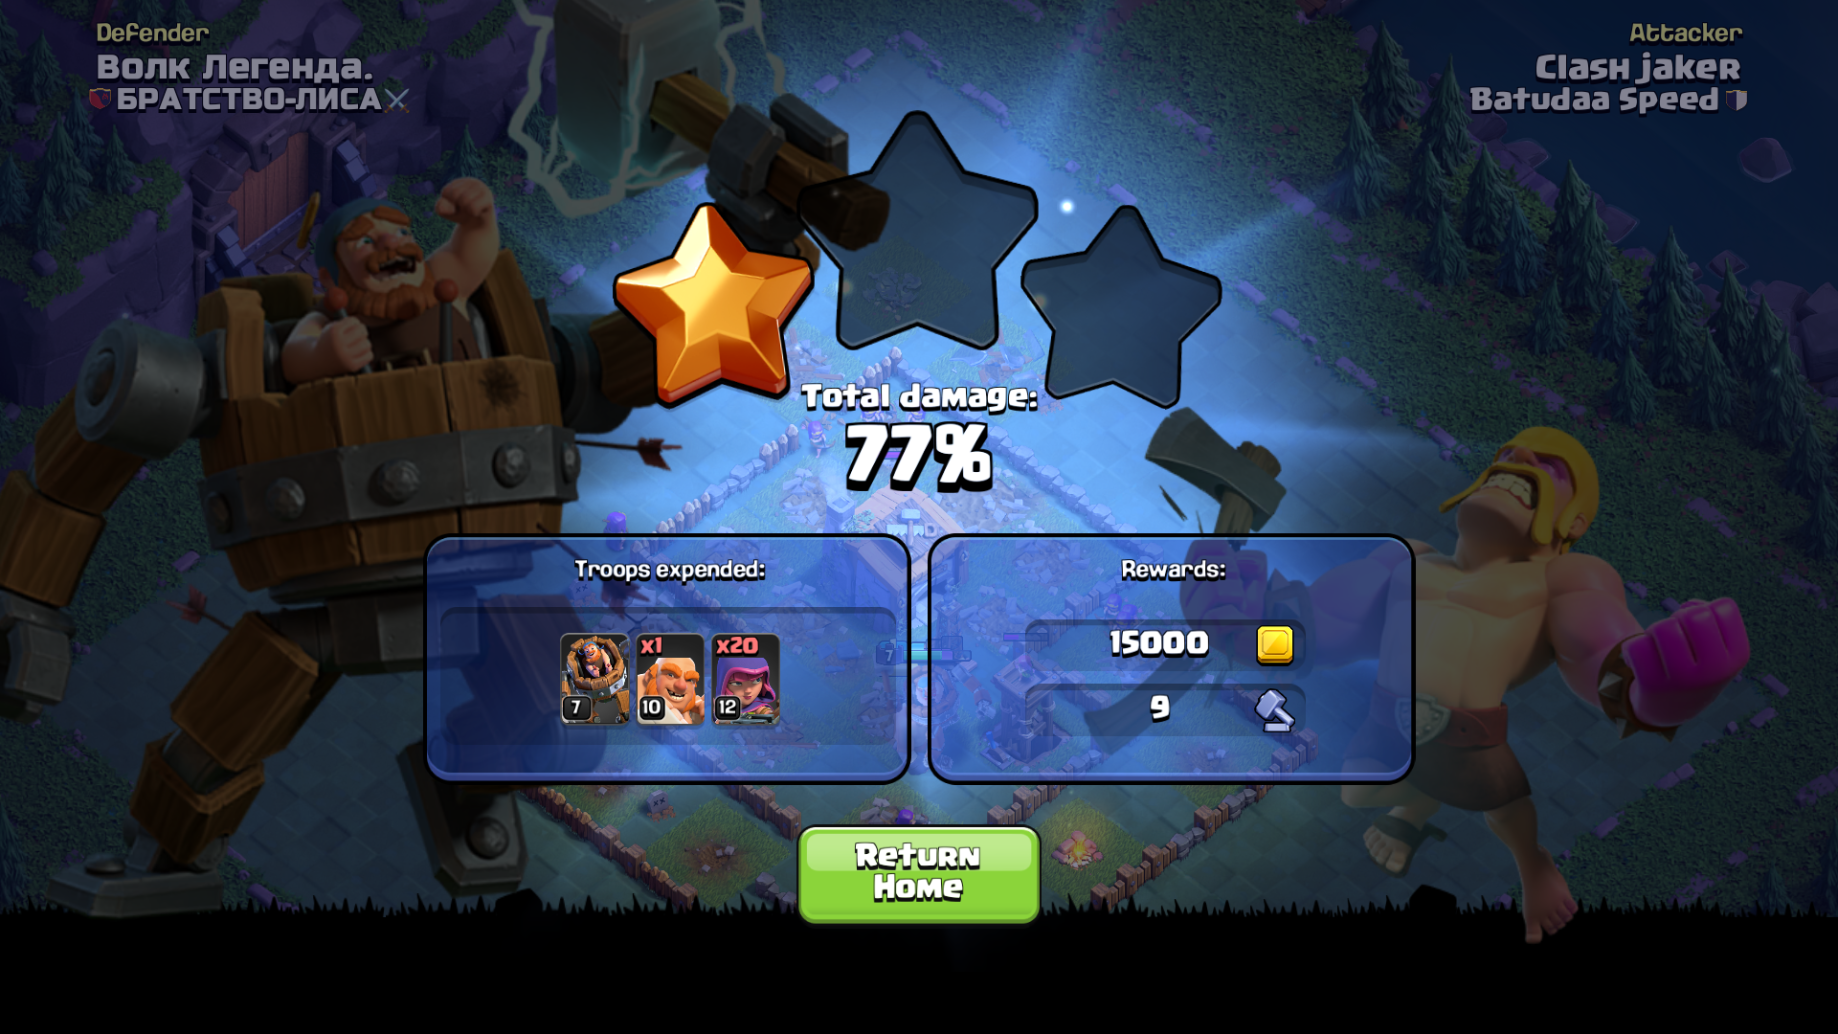 Defender
Волк Легенда.
БРАТСТВО-ЛИСА
Attacker
Clash jaker
Batudaa Speed
Total damage:
77%
Troops expended:
x1
x20
7
10
12
Rewards:
15000
9
7
Return
Home